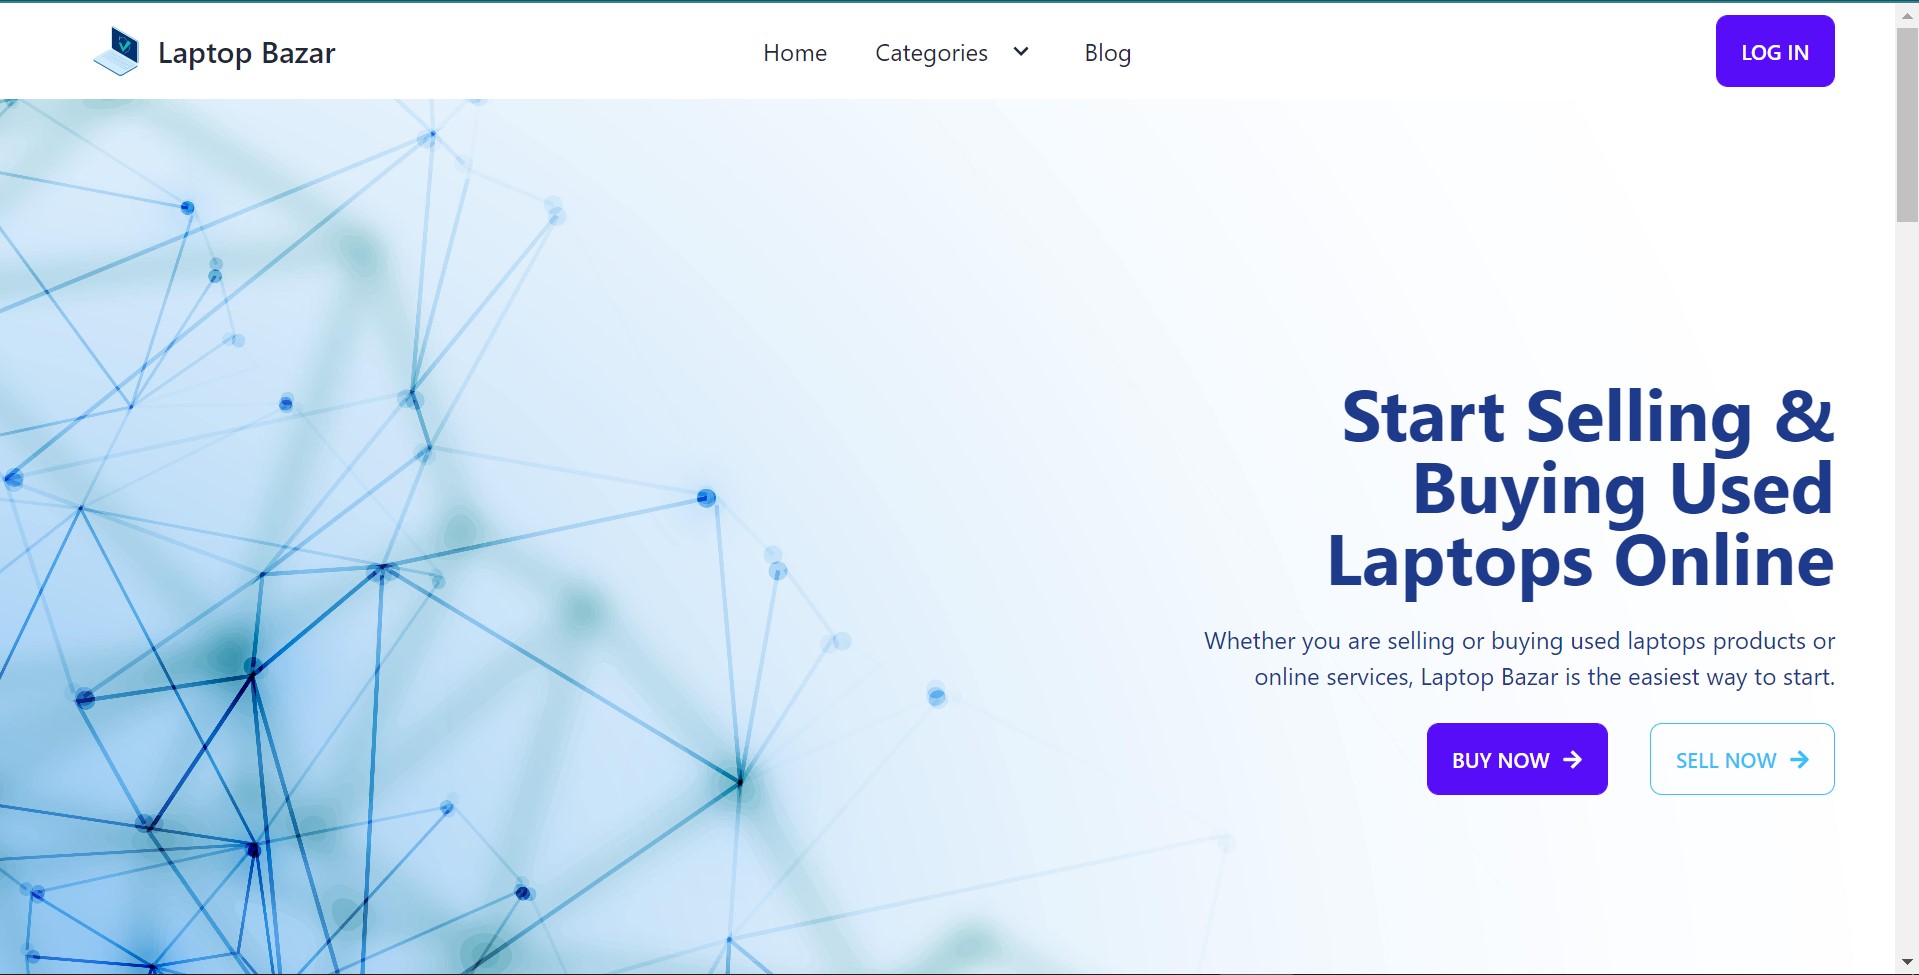 Laptop Bazar
Home
Categories
Blog
LOG IN
Start Selling &
Buying Used
Laptops Online
Whether you are selling or buying used laptops products or
online services, Laptop Bazar is the easiest way to start.
BUY NOW
SELL NOW